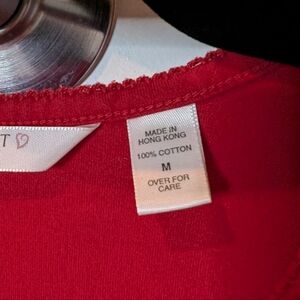 T
MADE IN
HONG KONG
100% COTTON
M
OVER FOR
CARE